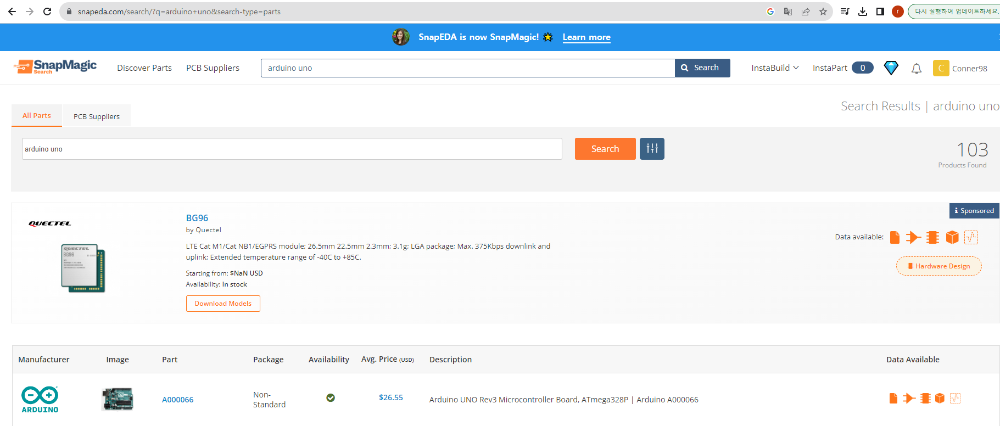 snapeda.com/search/?q=arduino+uno&search-type=parts
r
다시 실행하여 업데이트하세요.
SnapEDA is now SnapMagic! Learn more
SnapMagic
Search
Discover Parts
PCB Suppliers
arduino uno
Search
InstaBuild
InstaPart 0
C Conner98
Search Results | arduino uno
All Parts
PCB Suppliers
arduino uno
Search
103
Products Found
Sponsored
QUECTEL
QUECTEL
BG96
BG96
by Quectel
LTE Cat M1/Cat NB1/EGPRS module; 26.5mm 22.5mm 2.3mm; 3.1g; LGA package; Max. 375Kbps downlink and
uplink; Extended temperature range of -40C to +85C.
Starting from: $NaN USD
Availability: In stock
Download Models
Data available:
Hardware Design
Manufacturer Image Part Package Availability Avg. Price (USD) Description Data Available
ARDUINO
A000066
Non-
Standard
$26.55
Arduino UNO Rev3 Microcontroller Board, ATmega328P | Arduino A000066